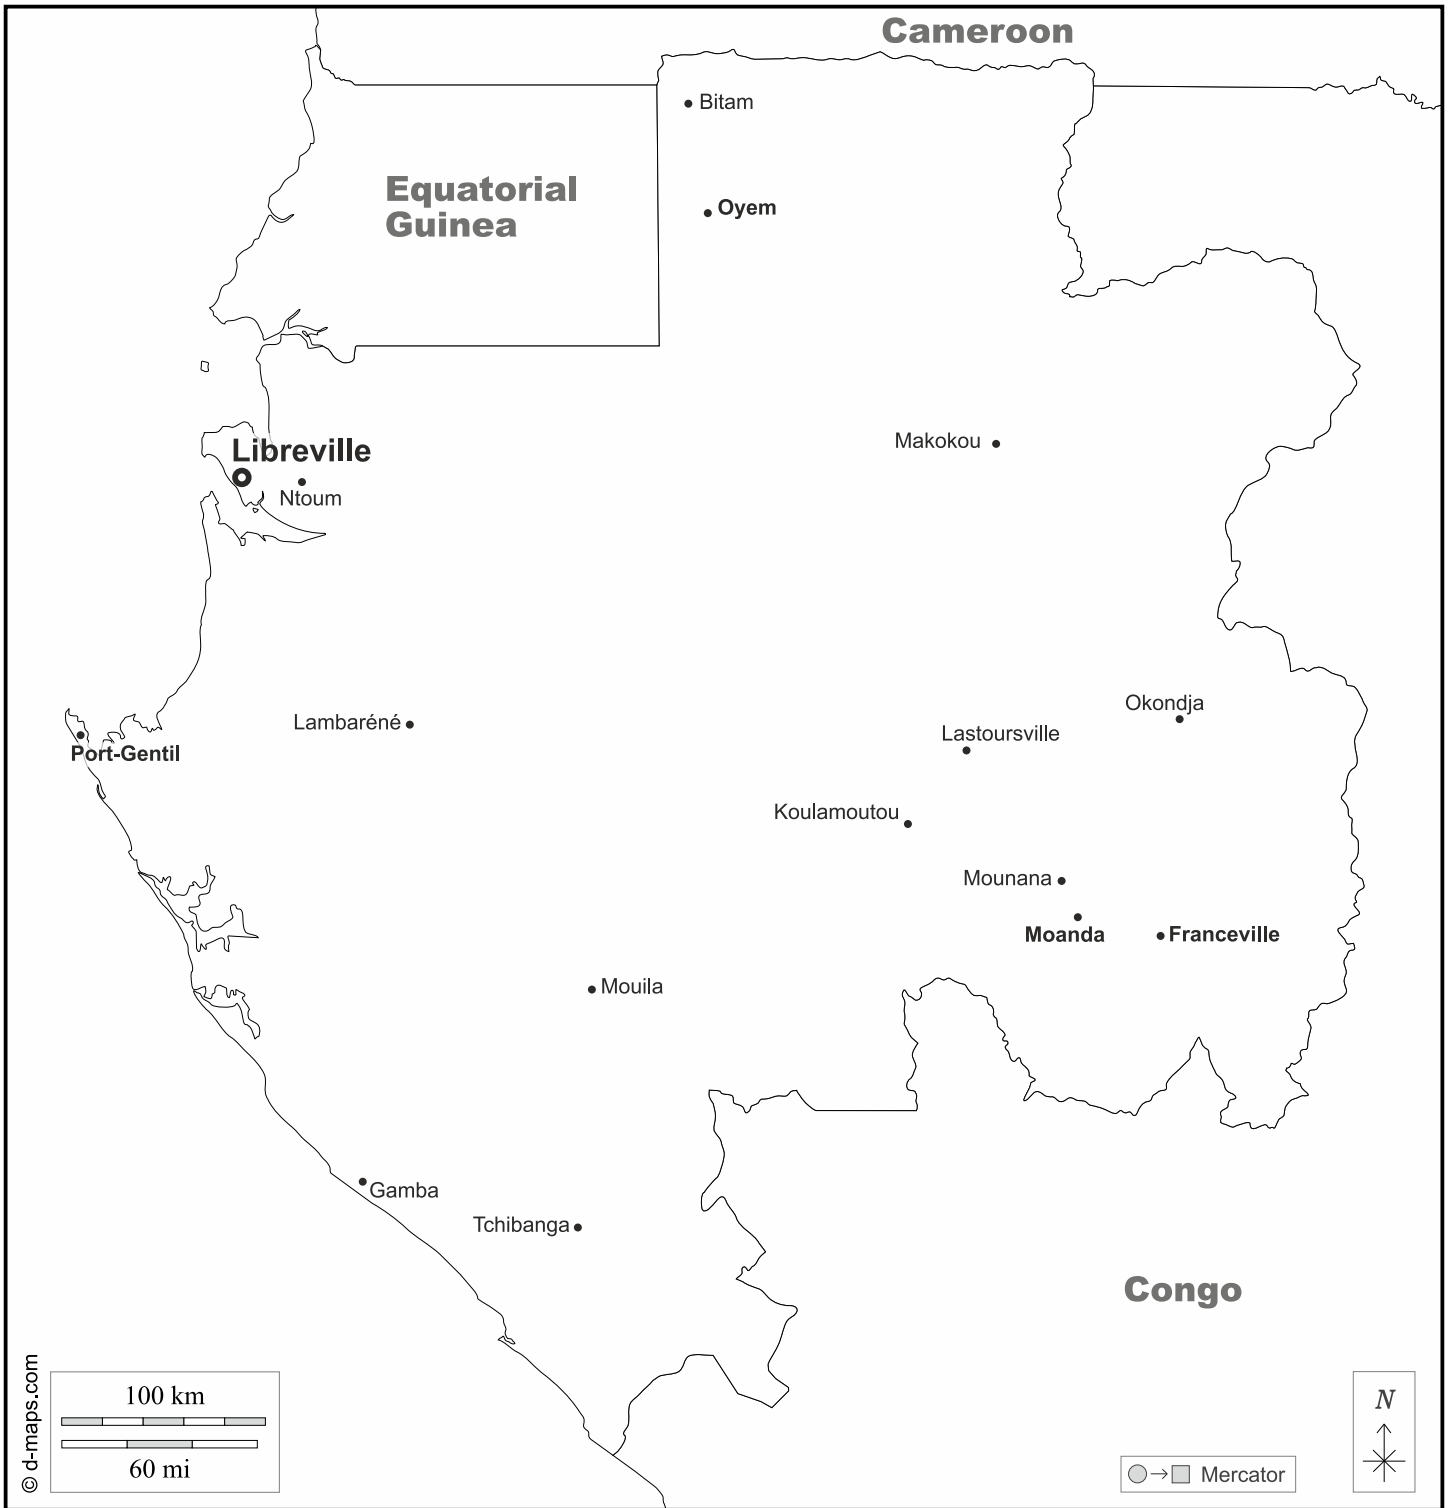 Cameroon
Bitam
Equatorial
Guinea
Oyem
Makokou
Libreville
Ntoum
Okondja
Lambaréné
Lastoursville
Port-Gentil
Koulamoutou
Mounana
Moanda
Franceville
Mouila
Gamba
Tchibanga
Congo
© d-maps.com
100 km
60 mi
N
Mercator